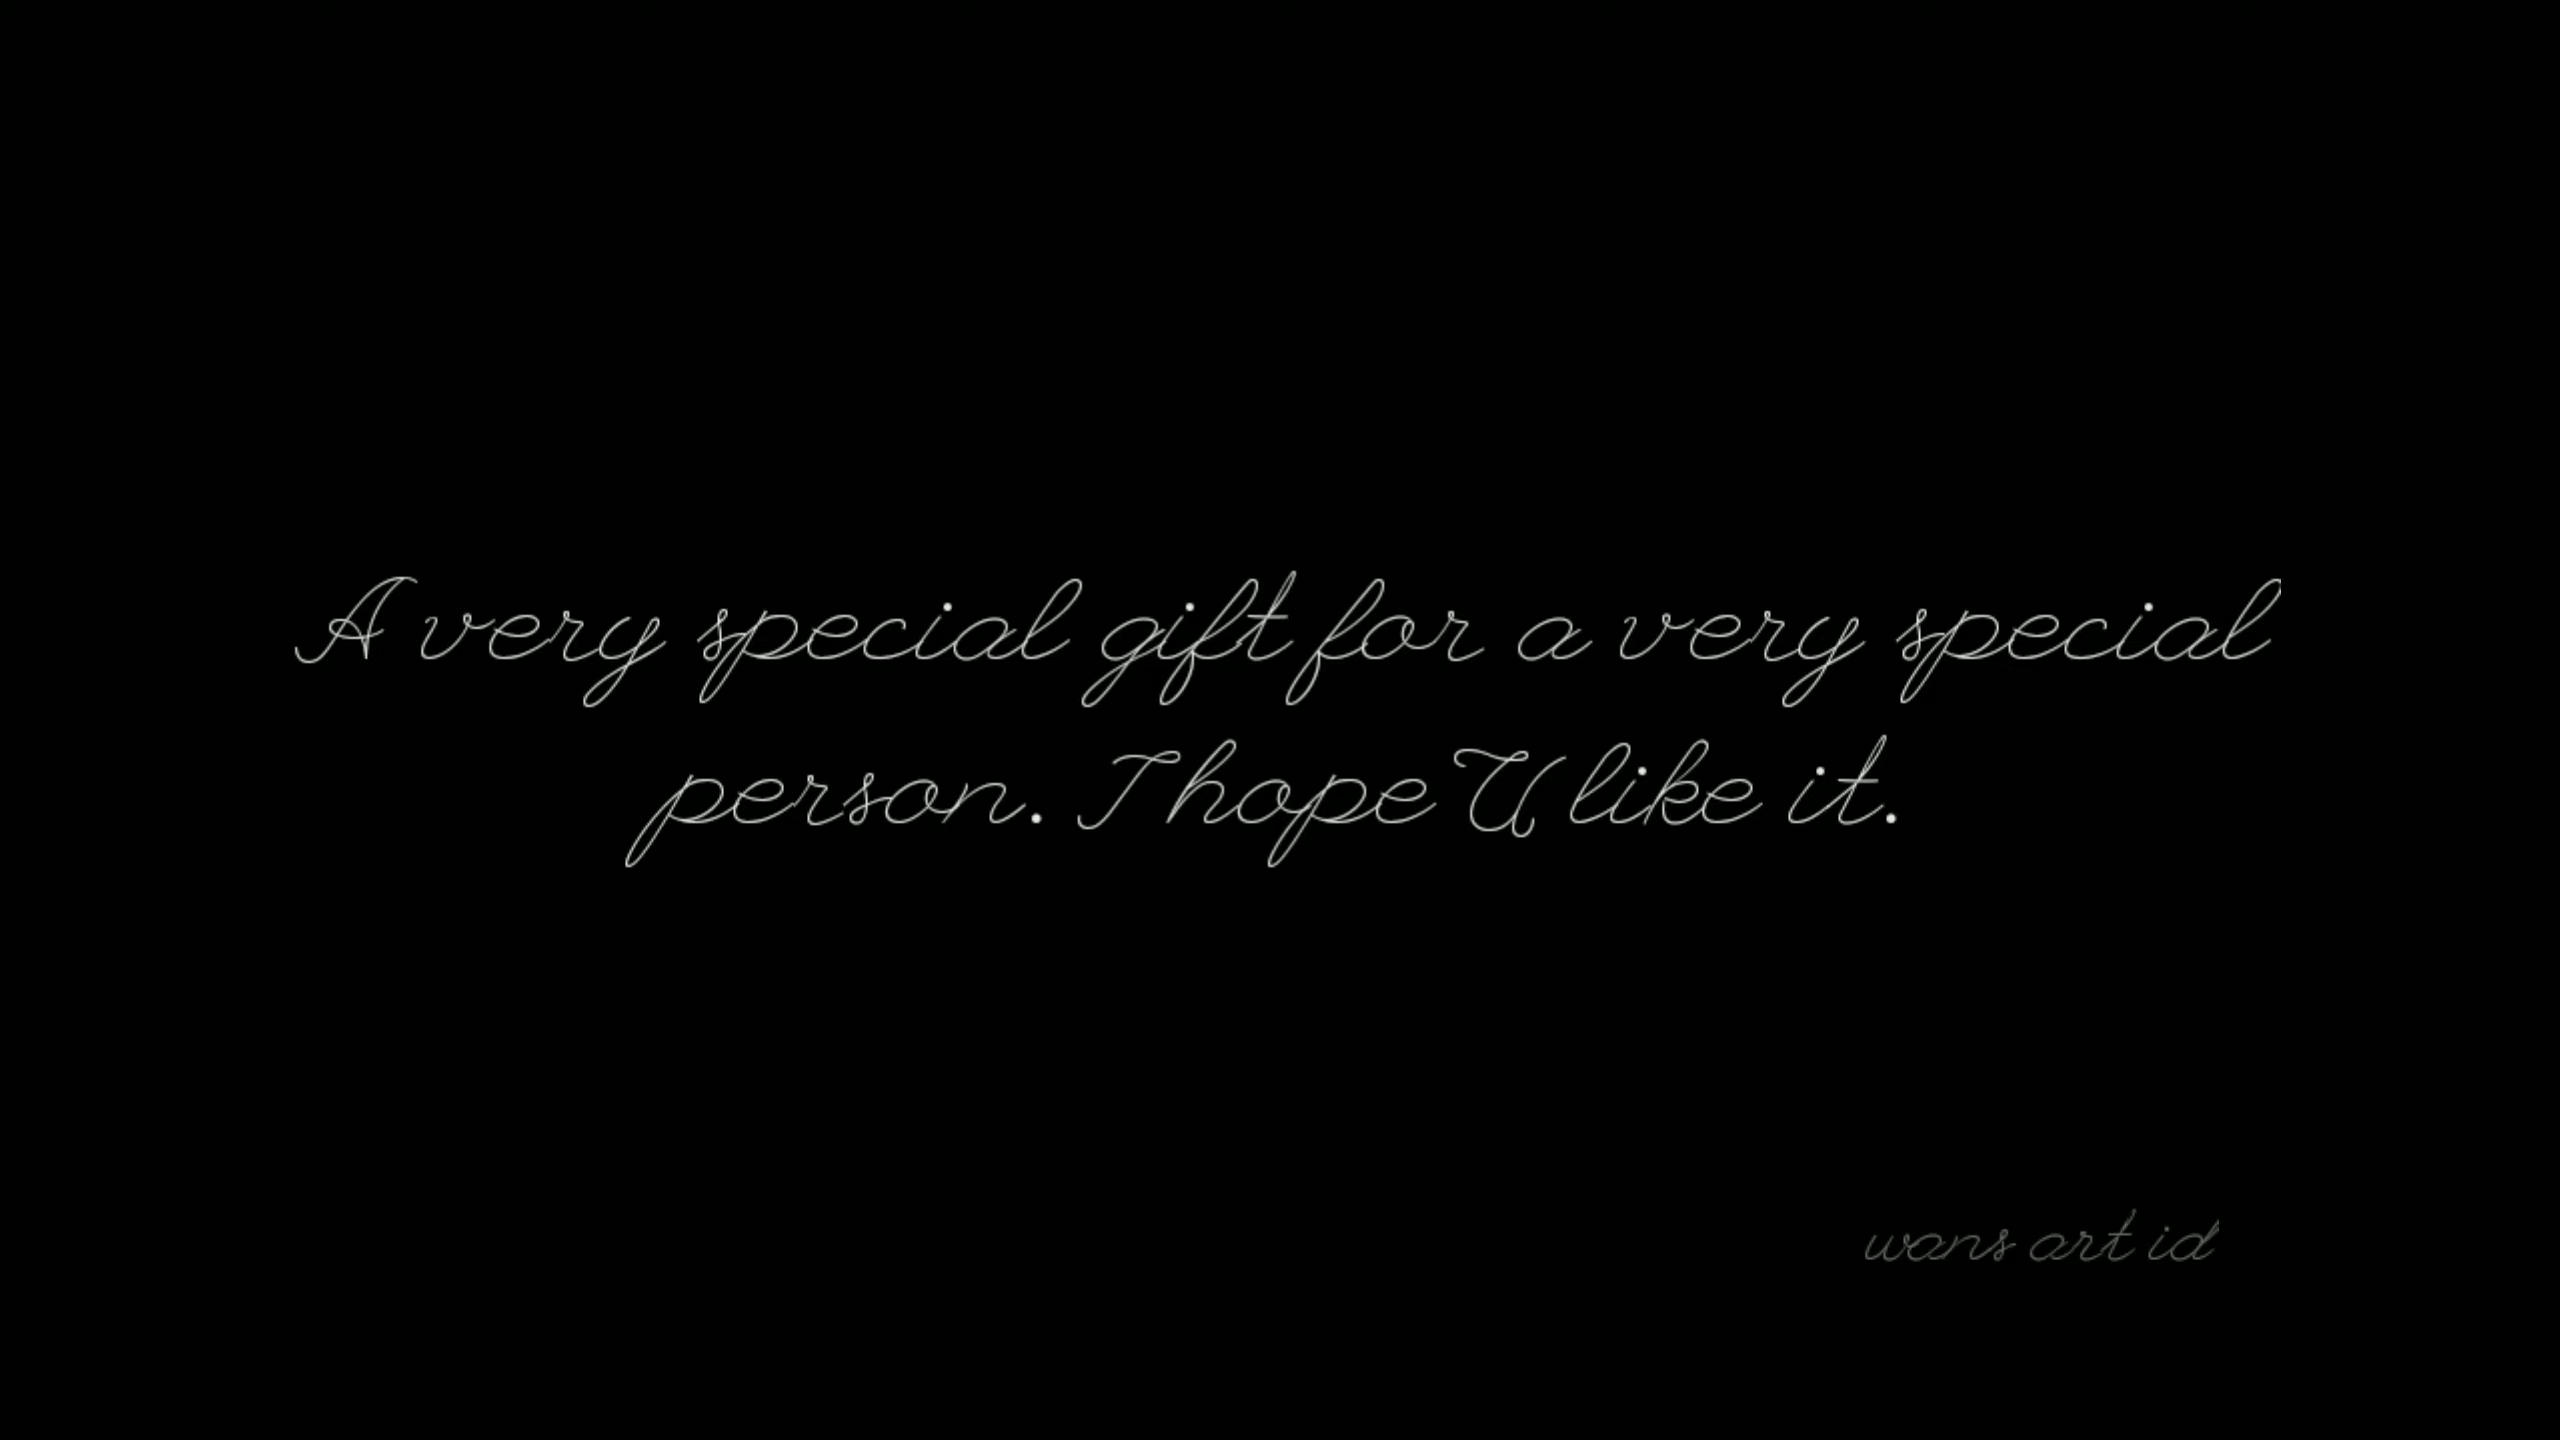 A very special gift for a very special
person. I hope U like it.
wans art id